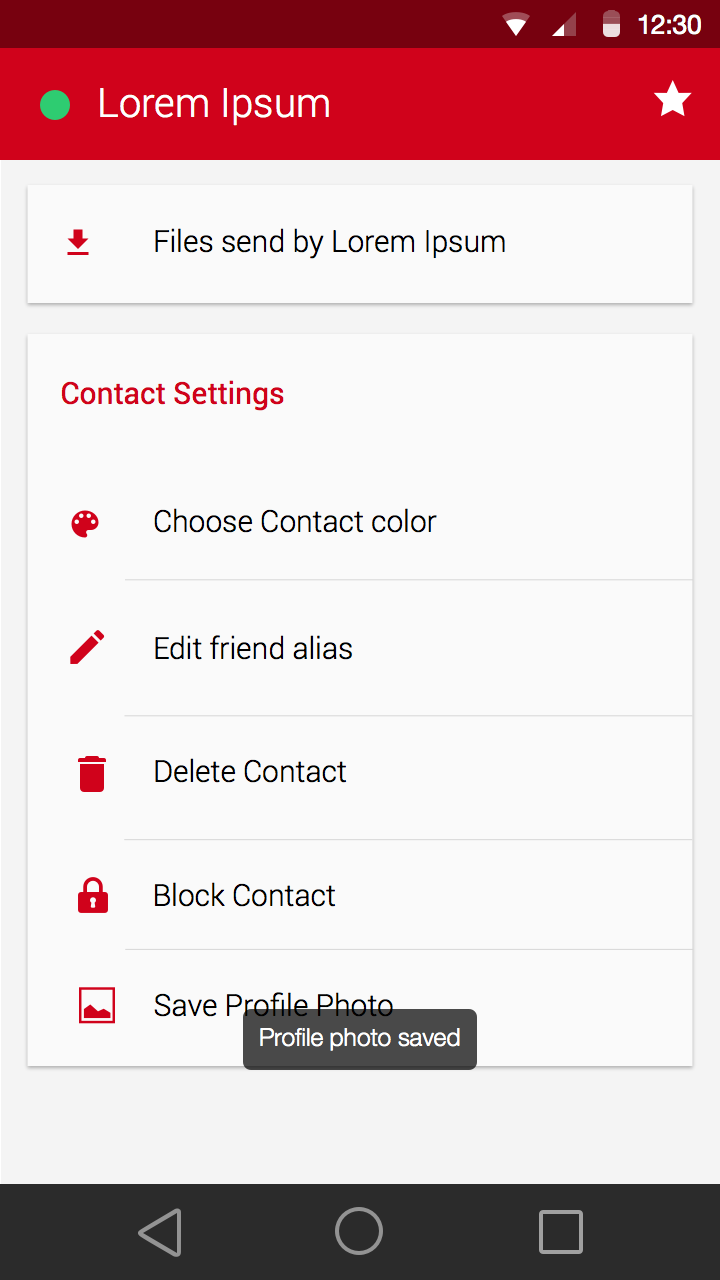 12:30
Lorem Ipsum
Files send by Lorem Ipsum
Contact Settings
Choose Contact color
Edit friend alias
Delete Contact
Block Contact
Save Profile Photo
Profile photo saved